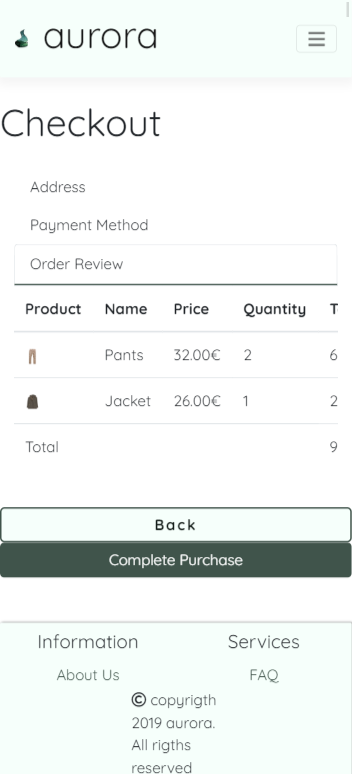 aurora
Checkout
Address
Payment Method
Order Review
Product Name Price Quantity
Pants 32.00€ 2 6
Jacket 26.00€ 1 2
Total 9
Back
Complete Purchase
Information Services
About Us FAQ
© copyrigth
2019 aurora.
All rigths
reserved